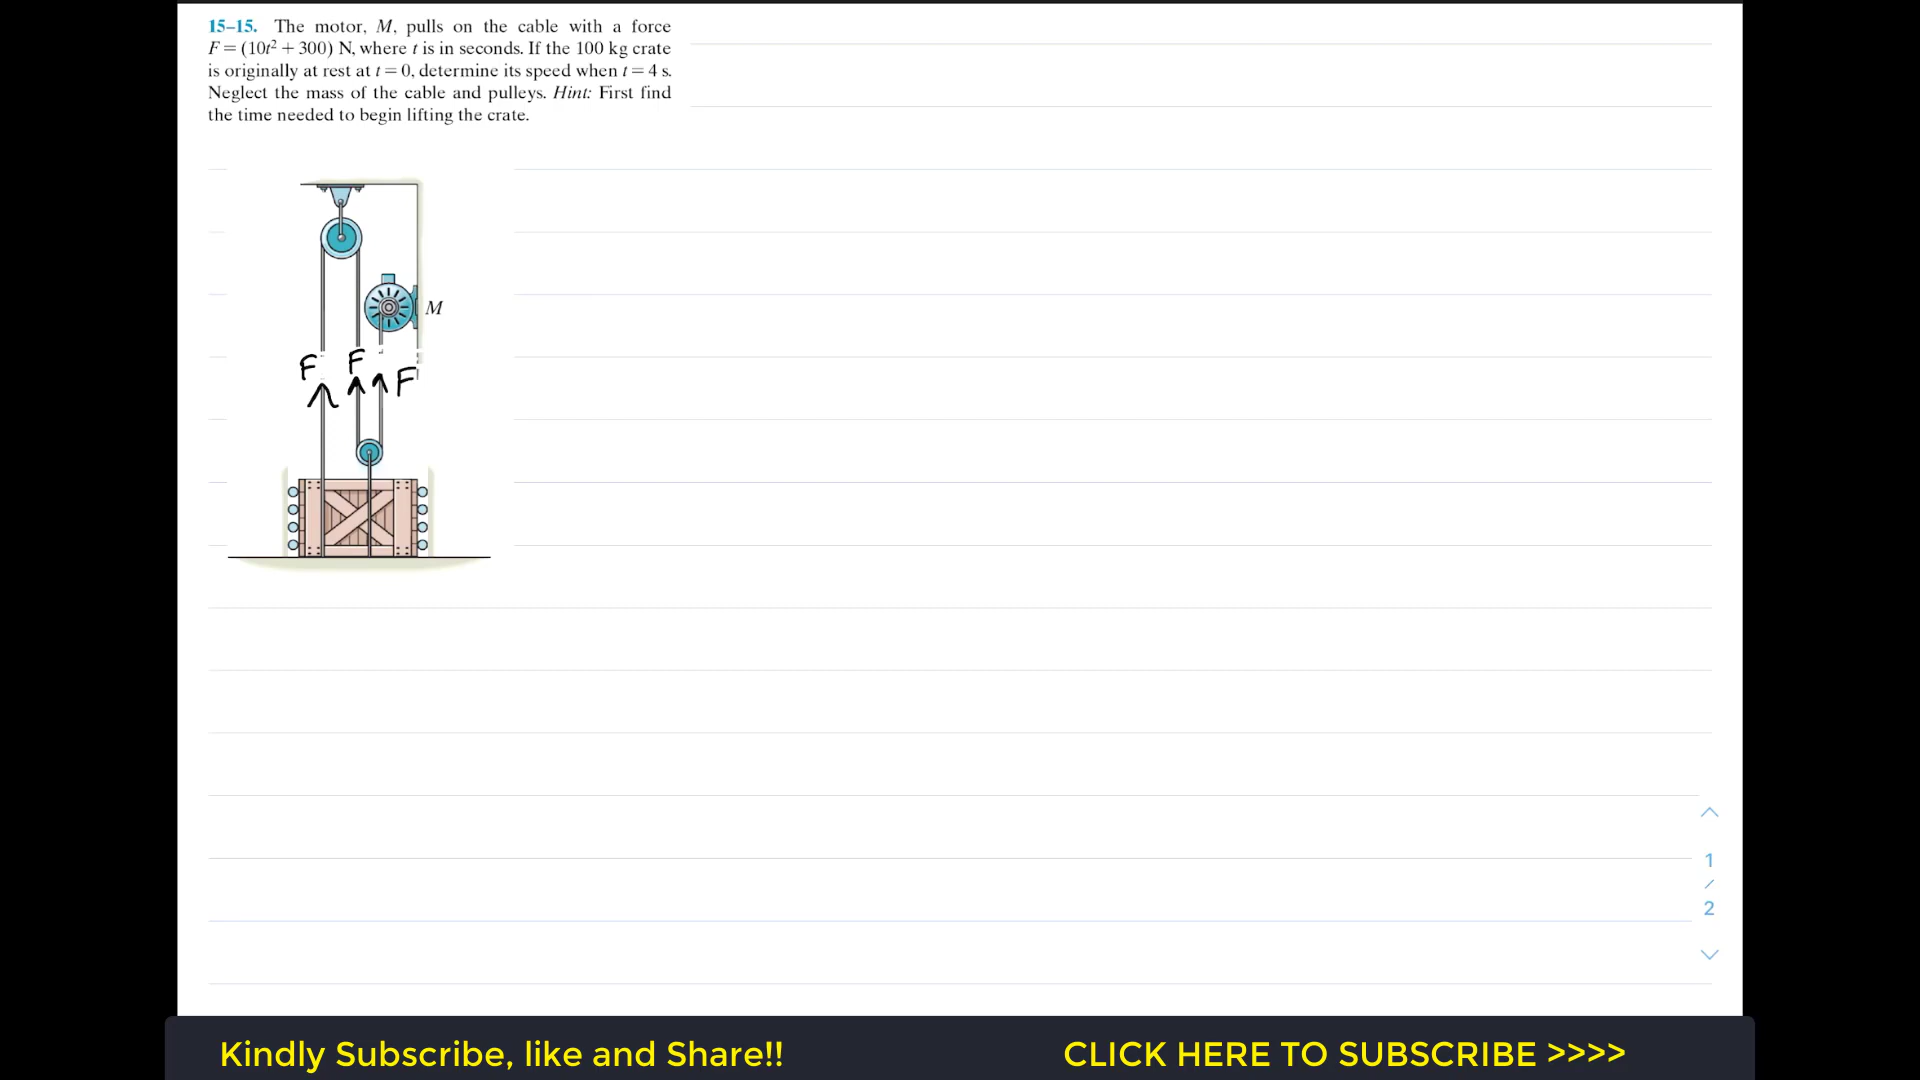 15–15. The motor, M, pulls on the cable with a force
F = (10t² + 300) N, where t is in seconds. If the 100 kg crate
is originally at rest at t = 0, determine its speed when t = 4 s.
Neglect the mass of the cable and pulleys. Hint: First find
the time needed to begin lifting the crate.
M
F F F
1
/
2
Kindly Subscribe, like and Share!! CLICK HERE TO SUBSCRIBE >>>>